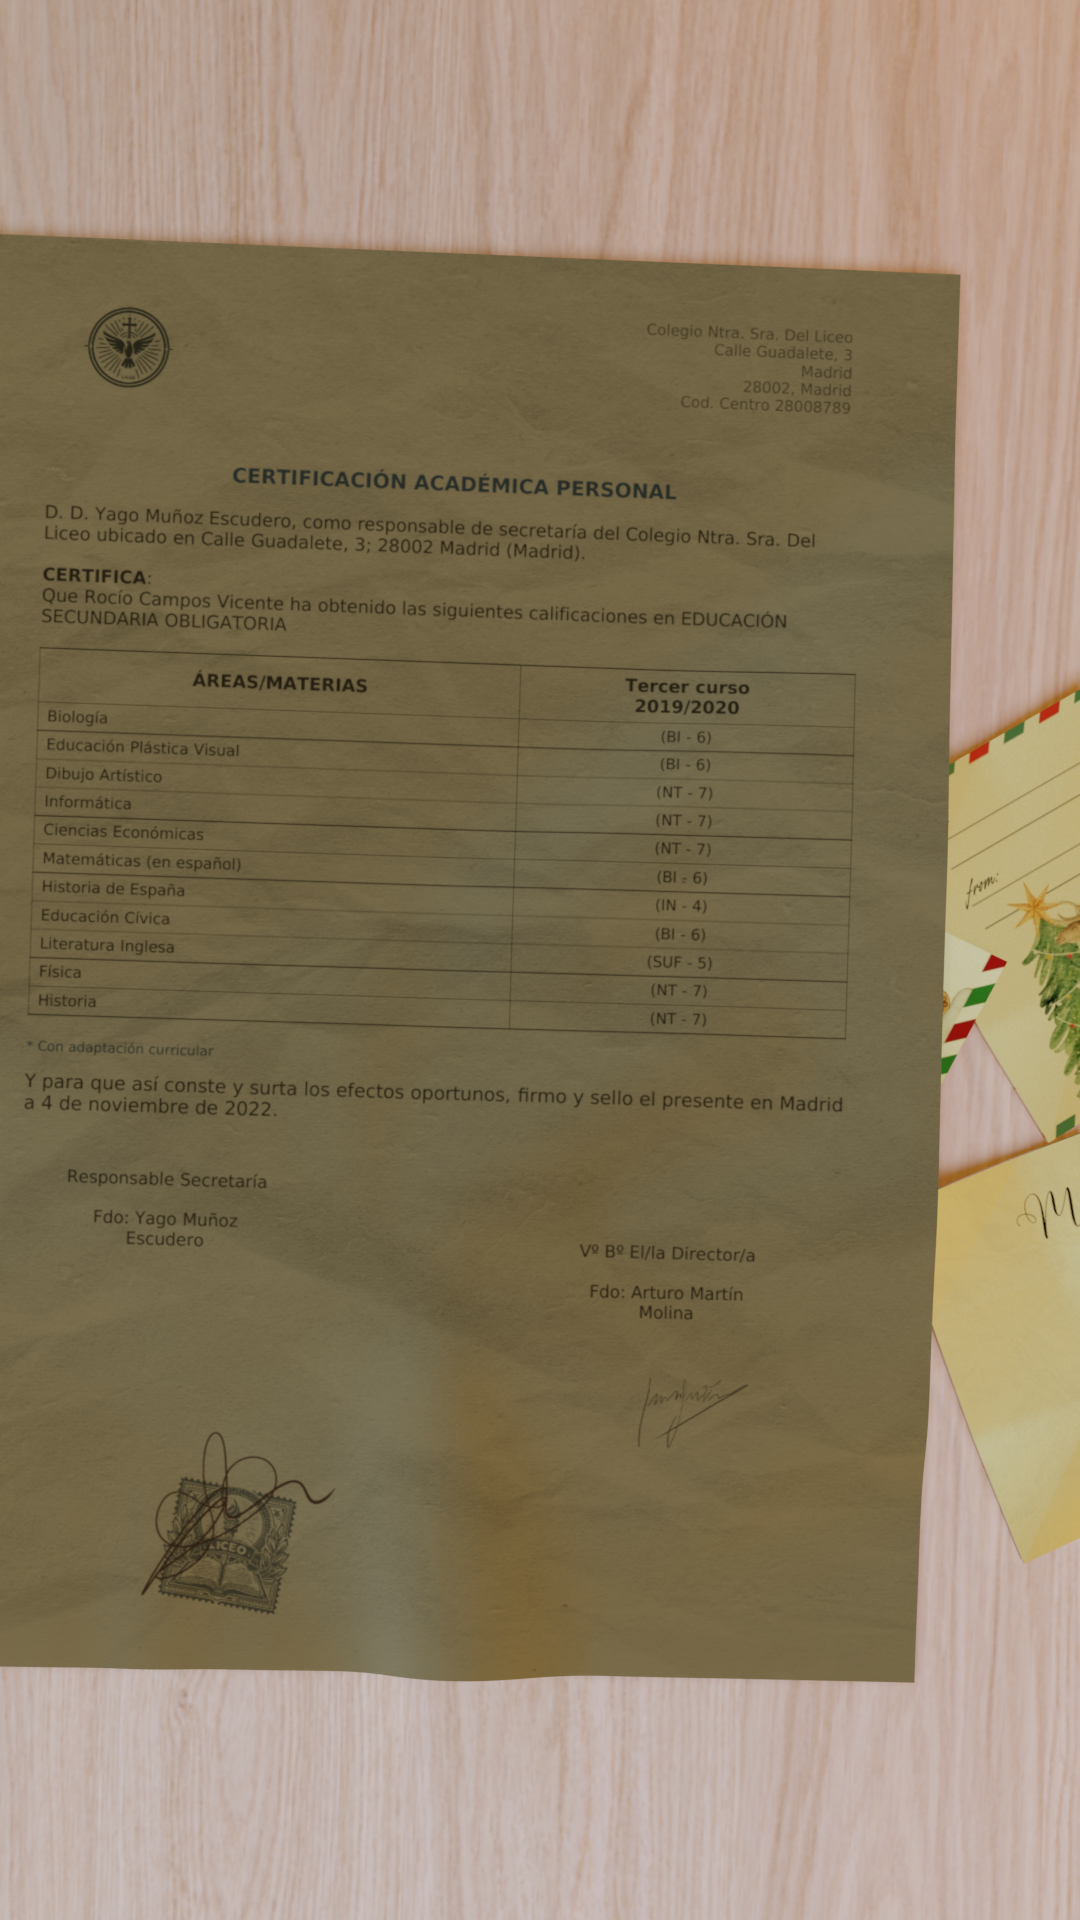 Colegio Ntra. Sra. Del Liceo
Calle Guadalete, 3
Madrid
28002, Madrid
Cod. Centro 28008789
CERTIFICACIÓN ACADÉMICA PERSONAL
D. D. Yago Muñoz Escudero, como responsable de secretaría del Colegio Ntra. Sra. Del
Liceo ubicado en Calle Guadalete, 3; 28002 Madrid (Madrid).
CERTIFICA:
Que Rocío Campos Vicente ha obtenido las siguientes calificaciones en EDUCACIÓN
SECUNDARIA OBLIGATORIA
ÁREAS/MATERIAS Tercer curso
2019/2020
Biología (BI - 6)
Educación Plástica Visual (BI - 6)
Dibujo Artístico (NT - 7)
Informática (NT - 7)
Ciencias Económicas (NT - 7)
Matemáticas (en español) (BI - 6)
Historia de España (IN - 4)
Educación Cívica (BI - 6)
Literatura Inglesa (SUF - 5)
Física (NT - 7)
Historia (NT - 7)
* Con adaptación curricular
Y para que así conste y surta los efectos oportunos, firmo y sello el presente en Madrid
a 4 de noviembre de 2022.
Responsable Secretaría
Fdo: Yago Muñoz
Escudero
Vº Bº El/la Director/a
Fdo: Arturo Martín
Molina
LICEO
from: